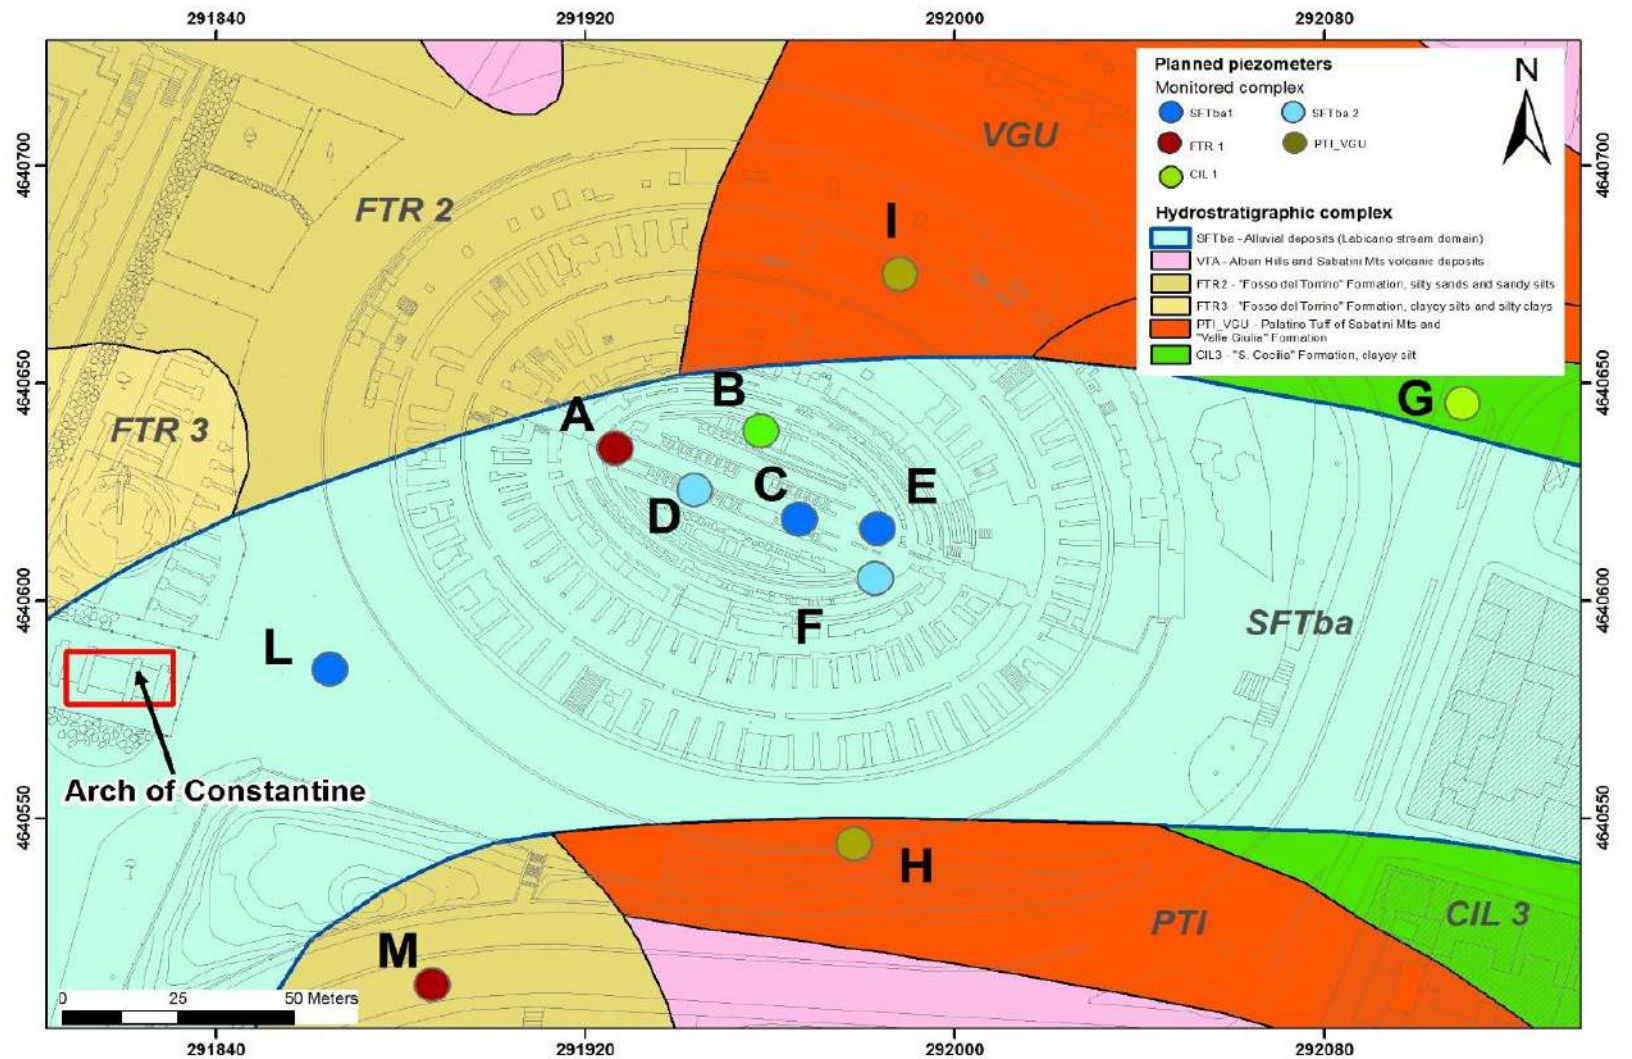 291840 291920 292000 292080
Planned piezometers
Monitored complex
SFTba1 SFTba 2
FTR 1 PTI_VGU
CIL 1
N
Hydrostratigraphic complex
SFTba - Alluvial deposits (Labicano stream domain)
VTA - Alban Hills and Sabatini Mts volcanic deposits
FTR2 - "Fosso del Torrino" Formation, silty sands and sandy silts
FTR3 - "Fosso del Torrino" Formation, clayey silts and silty clays
PTI_VGU - Palatino Tuff of Sabatini Mts and
"Valle Giulia" Formation
CIL3 - "S. Cecilia" Formation, clayey silt
VGU
4640700 4640700
FTR 2
I
4640650 4640650
B
G
A
FTR 3
C E
D
4640600 4640600
F SFTba
L
Arch of Constantine
4640550 4640550
H
PTI CIL 3
M
0 25 50 Meters
291840 291920 292000 292080